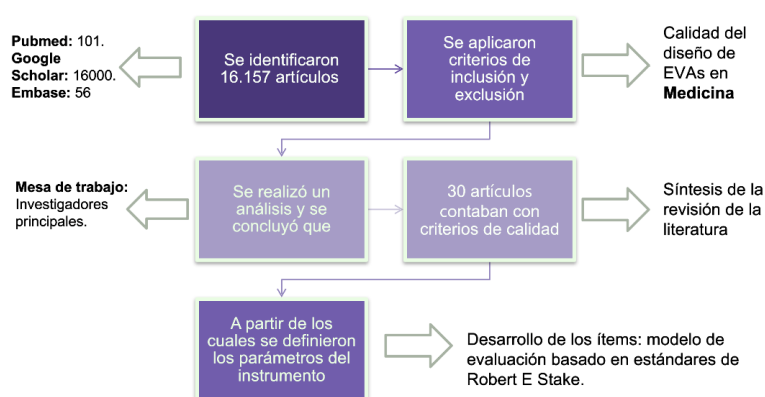 Pubmed: 101.
Google
Scholar: 16000.
Embase: 56
Se identificaron
16.157 artículos
Se aplicaron
criterios de
inclusión y
exclusión
Calidad del
diseño de
EVAs en
Medicina
Mesa de trabajo:
Investigadores
principales.
Se realizó un
análisis y se
concluyó que
30 artículos
contaban con
criterios de calidad
Síntesis de la
revisión de la
literatura
A partir de los
cuales se definieron
los parámetros del
instrumento
Desarrollo de los ítems: modelo de
evaluación basado en estándares de
Robert E Stake.